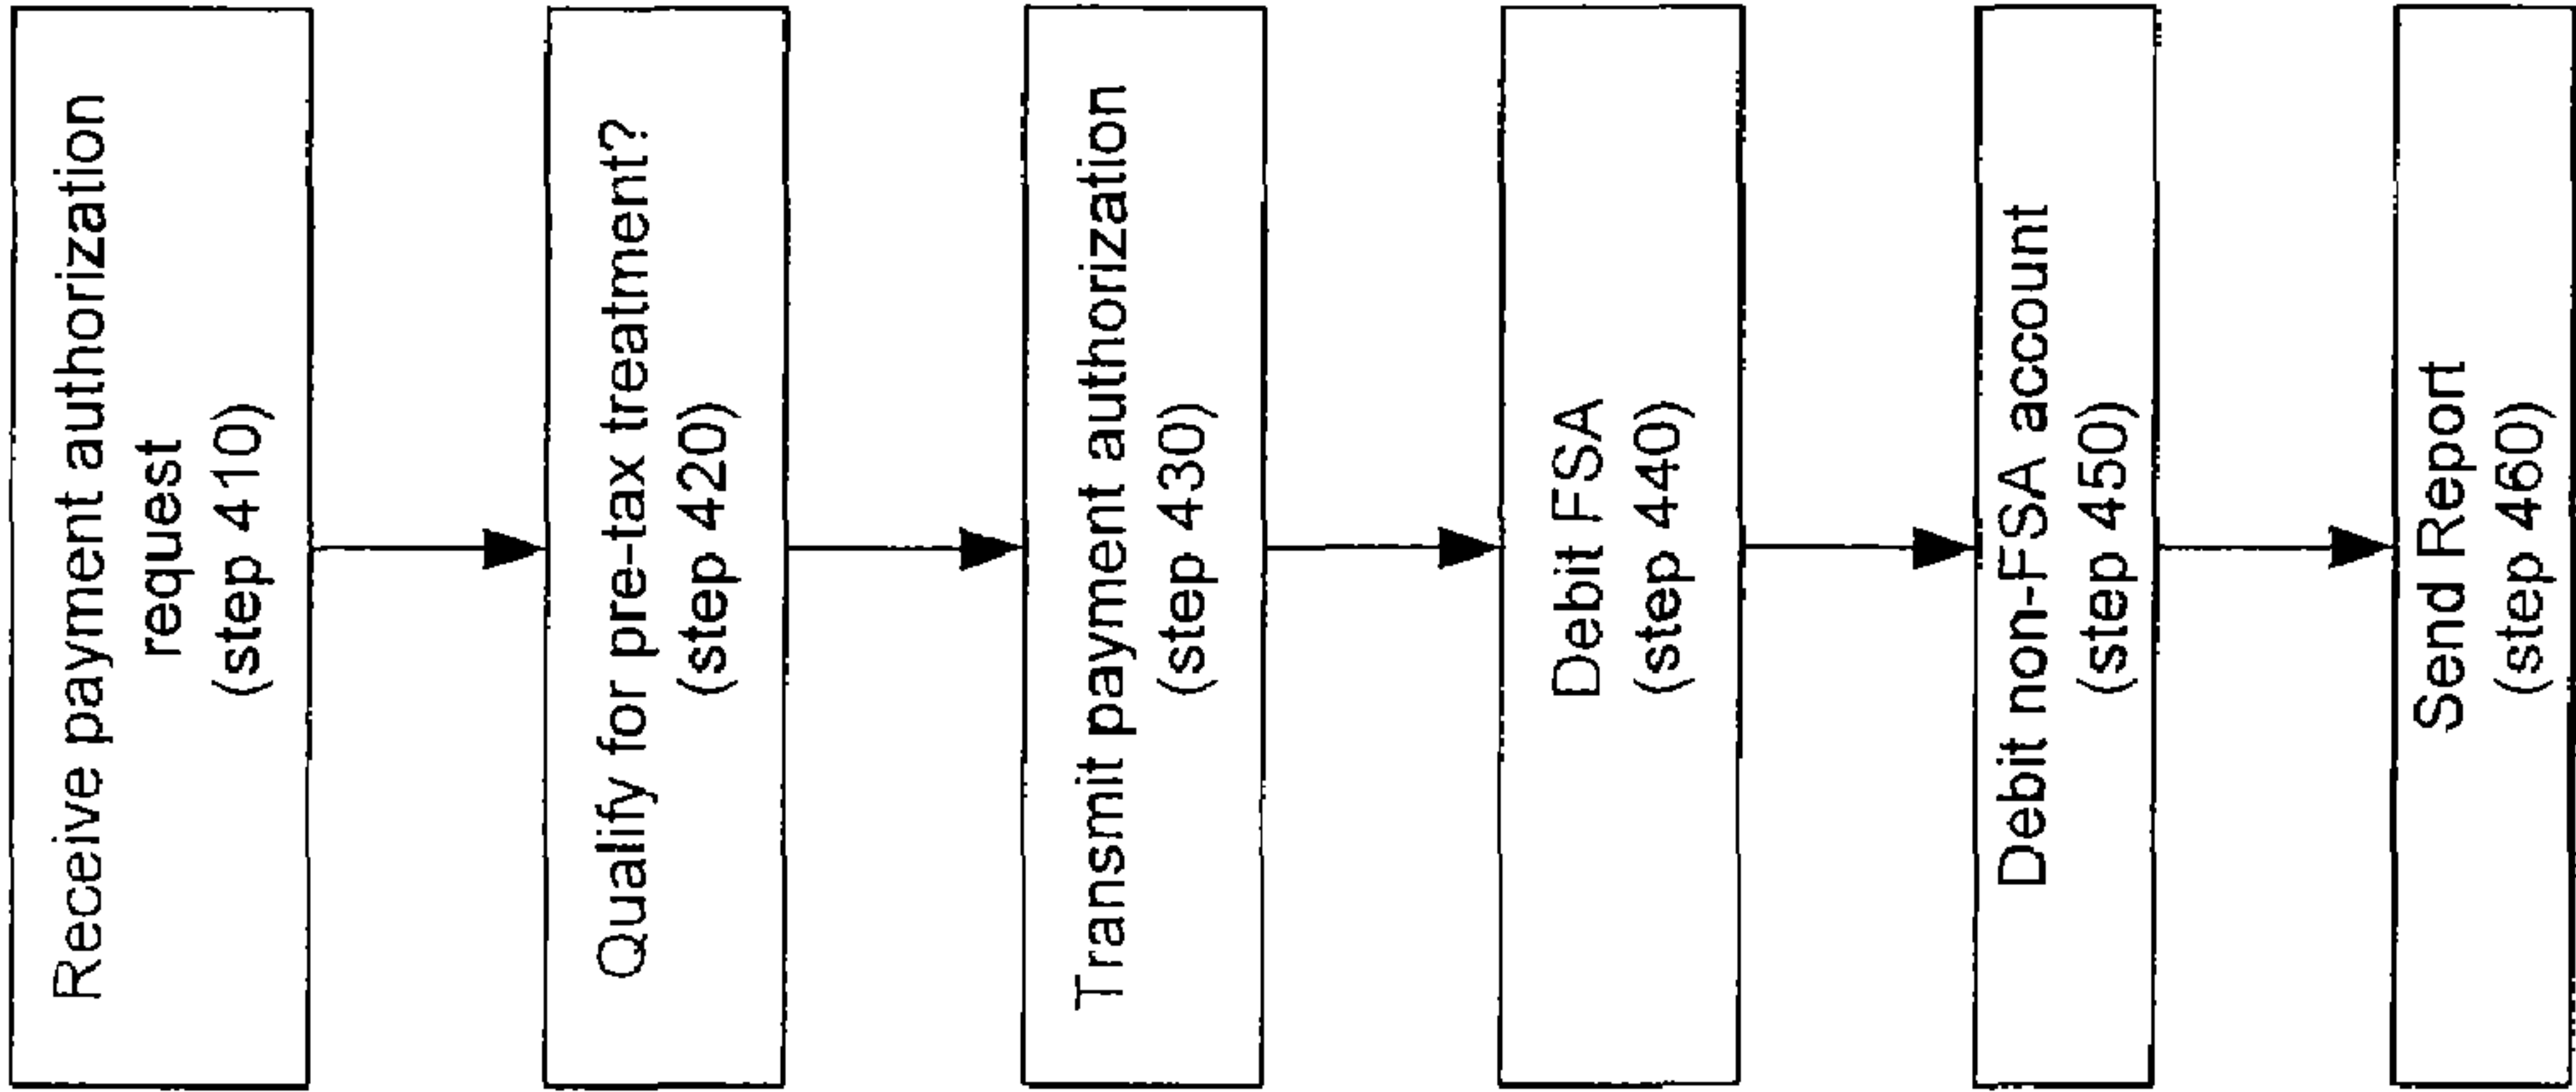 Receive payment authorization
request
(step 410)
Qualify for pre-tax treatment?
(step 420)
Transmit payment authorization
(step 430)
Debit FSA
(step 440)
Debit non-FSA account
(step 450)
Send Report
(step 460)